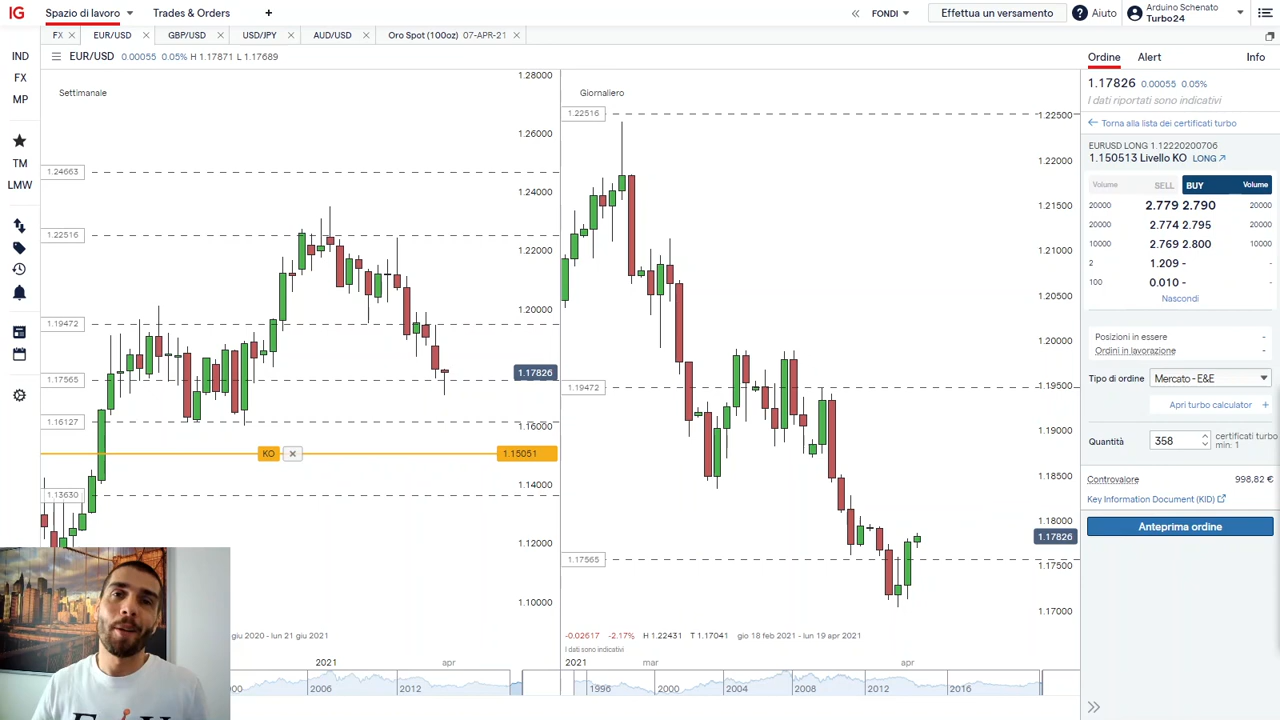 IG
Spazio di lavoro
Trades & Orders
+
FONDI
Effettua un versamento
Aiuto
Arduino Schenato
Turbo24
FX
EUR/USD
GBP/USD
USD/JPY
AUD/USD
Oro Spot (100oz) 07-APR-21
IND
FX
MP
TM
LMW
EUR/USD 0.00055 0.05% H 1.17871 L 1.17689
Settimanale
1.28000
1.26000
1.24663
1.24000
1.22516
1.22000
1.20000
1.19472
1.17826
1.17565
1.16127
1.16000
KO
1.15051
1.14000
1.13630
1.12000
1.10000
giu 2020 - lun 21 giu 2021
2021
apr
000
2006
2012
Giornaliero
1.22516
1.22500
1.22000
1.21500
1.21000
1.20500
1.20000
1.19500
1.19472
1.19000
1.18500
1.18000
1.17826
1.17565
1.17500
1.17000
-0.02617 -2.17% H 1.22431 T 1.17041 gio 18 feb 2021 - lun 19 apr 2021
I dati sono indicativi
2021
mar
apr
1996
2000
2004
2008
2012
2016
Ordine
Alert
Info
1.17826 0.00055 0.05%
I dati riportati sono indicativi
Torna alla lista dei certificati turbo
EURUSD LONG 1.12220200706
1.150513 Livello KO LONG
Volume SELL BUY Volume
20000 2.779 2.790 20000
20000 2.774 2.795 20000
10000 2.769 2.800 10000
2 1.209 - -
100 0.010 - -
Nascondi
Posizioni in essere -
Ordini in lavorazione -
Tipo di ordine Mercato - E&E
Apri turbo calculator +
Quantità 358 certificati turbo
min: 1
Controvalore 998.82 €
Key Information Document (KID)
Anteprima ordine